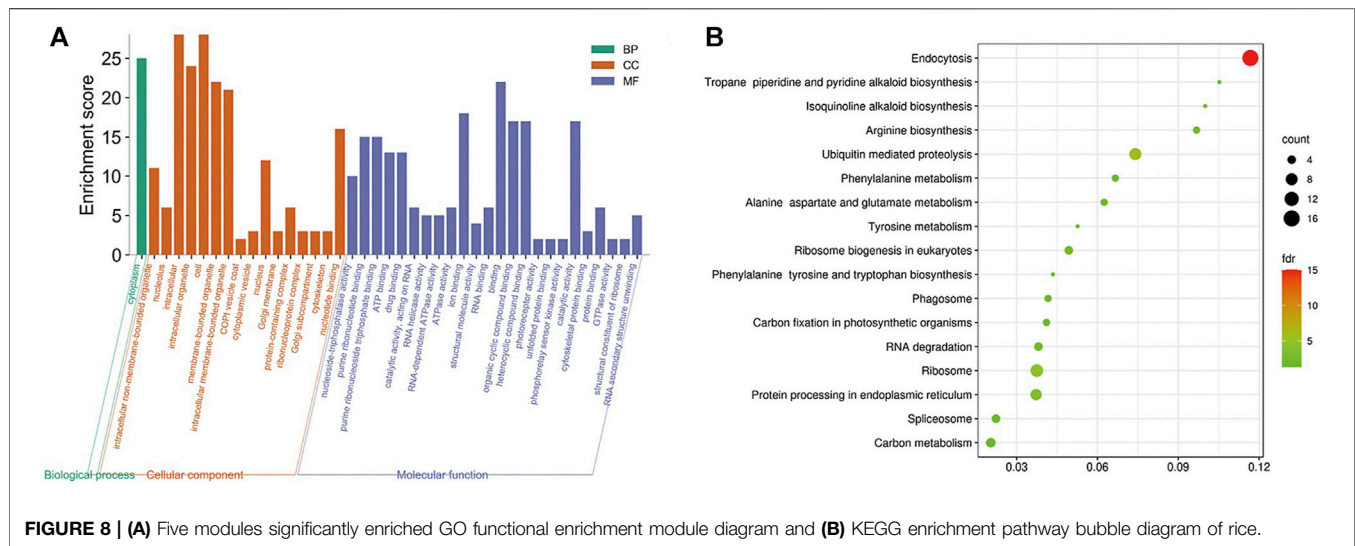 A
Enrichment score
25
20
15
10
5
0
BP
CC
MF
cytoplasm
intracellular non-membrane-bounded organelle
nucleolus
intracellular
intracellular organelle
cell
membrane-bounded organelle
intracellular membrane-bounded organelle
COPI vesicle coat
cytoplasmic vesicle
nucleus
Golgi membrane
protein-containing complex
ribonucleoprotein complex
Golgi subcompartment
cytoskeleton
nucleotide binding
nucleoside-triphosphatase activity
purine ribonucleotide binding
purine ribonucleoside triphosphate binding
ATP binding
drug binding
catalytic activity, acting on RNA
RNA helicase activity
RNA-dependent ATPase activity
ATPase activity
ion binding
structural molecule activity
RNA binding
binding
organic cyclic compound binding
heterocyclic compound binding
photoreceptor activity
unfolded protein binding
phosphorelay sensor kinase activity
catalytic activity
cytoskeletal protein binding
protein binding
GTPase activity
structural constituent of ribosome
RNA secondary structure unwinding
Biological process
Cellular component
Molecular function
B
Endocytosis
Tropane piperidine and pyridine alkaloid biosynthesis
Isoquinoline alkaloid biosynthesis
Arginine biosynthesis
Ubiquitin mediated proteolysis
Phenylalanine metabolism
Alanine aspartate and glutamate metabolism
Tyrosine metabolism
Ribosome biogenesis in eukaryotes
Phenylalanine tyrosine and tryptophan biosynthesis
Phagosome
Carbon fixation in photosynthetic organisms
RNA degradation
Ribosome
Protein processing in endoplasmic reticulum
Spliceosome
Carbon metabolism
0.03 0.06 0.09 0.12
count
4
8
12
16
fdr
15
10
5
FIGURE 8 | (A) Five modules significantly enriched GO functional enrichment module diagram and (B) KEGG enrichment pathway bubble diagram of rice.